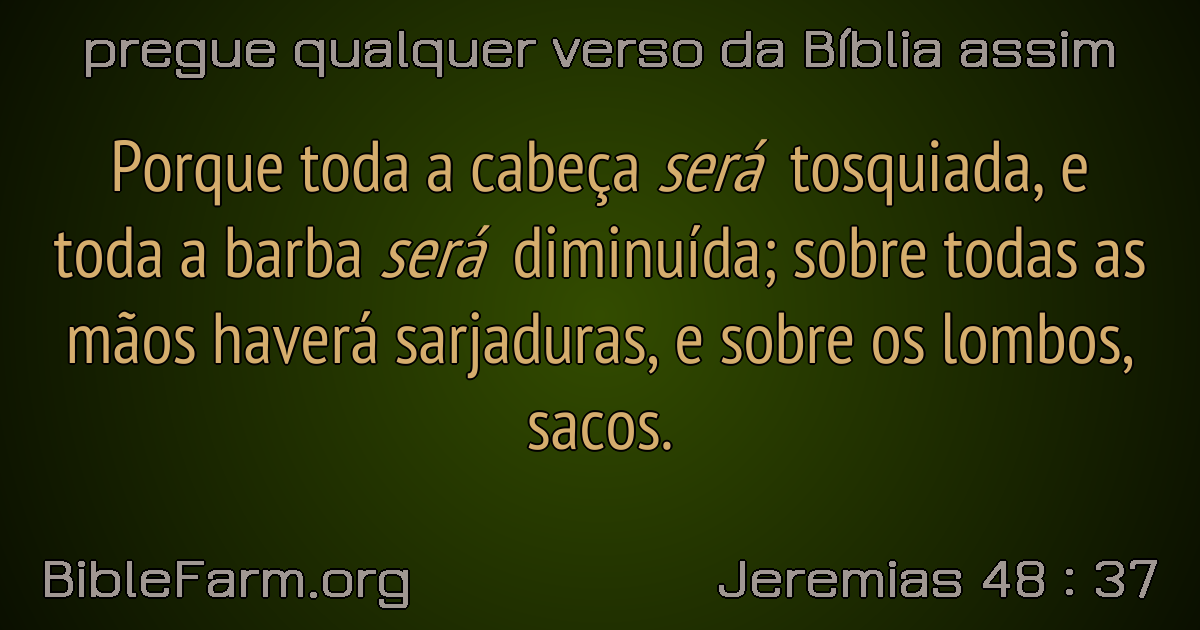 pregue qualquer verso da Bíblia assim
Porque toda a cabeça será tosquiada, e
toda a barba será diminuída; sobre todas as
mãos haverá sarjaduras, e sobre os lombos,
sacos.
BibleFarm.org
Jeremias 48 : 37